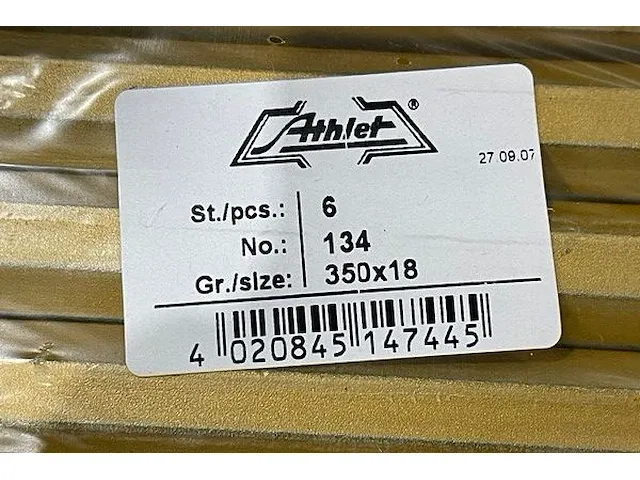 Athlet®
27.09.07
St./pcs.: 6
No.: 134
Gr./size: 350x18
4 020845 147445